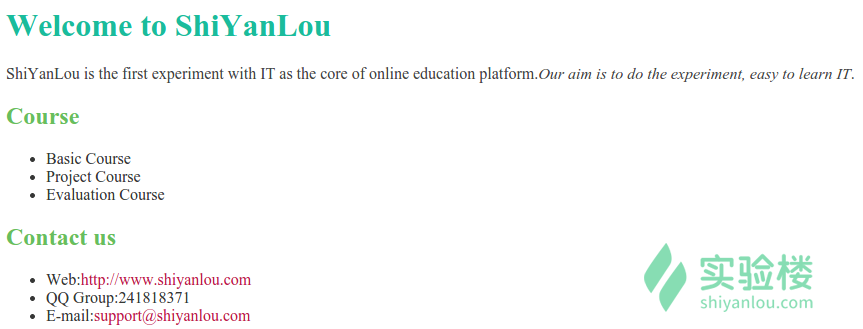 Welcome to ShiYanLou
ShiYanLou is the first experiment with IT as the core of online education platform.Our aim is to do the experiment, easy to learn IT.
Course
Basic Course
Project Course
Evaluation Course
Contact us
Web:http://www.shiyanlou.com
QQ Group:241818371
E-mail:support@shiyanlou.com
实验楼
shiyanlou.com